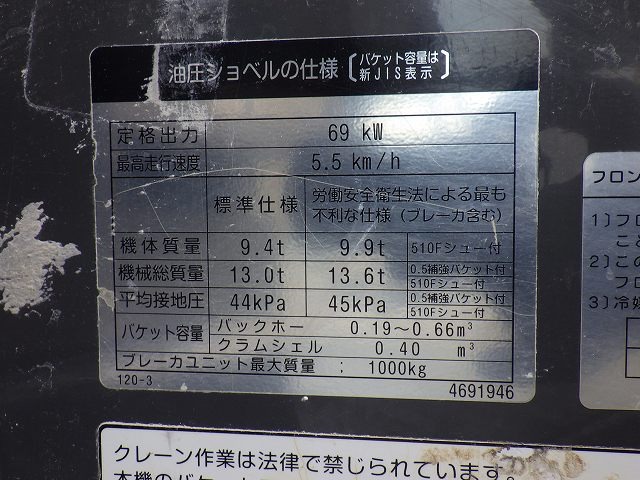 油圧ショベルの仕様〔バケット容量は
新JIS表示〕
定格出力 69 kW
最高走行速度 5.5 km/h
標準仕様 労働安全衛生法による最も
不利な仕様(ブレーカ含む)
機体質量 9.4t 9.9t 510Fシュー付
機械総質量 13.0t 13.6t 0.5補強バケット付
510Fシュー付
平均接地圧 44kPa 45kPa 0.5補強バケット付
510Fシュー付
バケット容量 バックホー 0.19～0.66m³
クラムシェル 0.40 m³
ブレーカユニット最大質量 : 1000kg
120-3 4691946
フロン
1)フロ
こと
2)この
フロ
3)冷媒
クレーン作業は法律で禁じられています。
本機のバケット